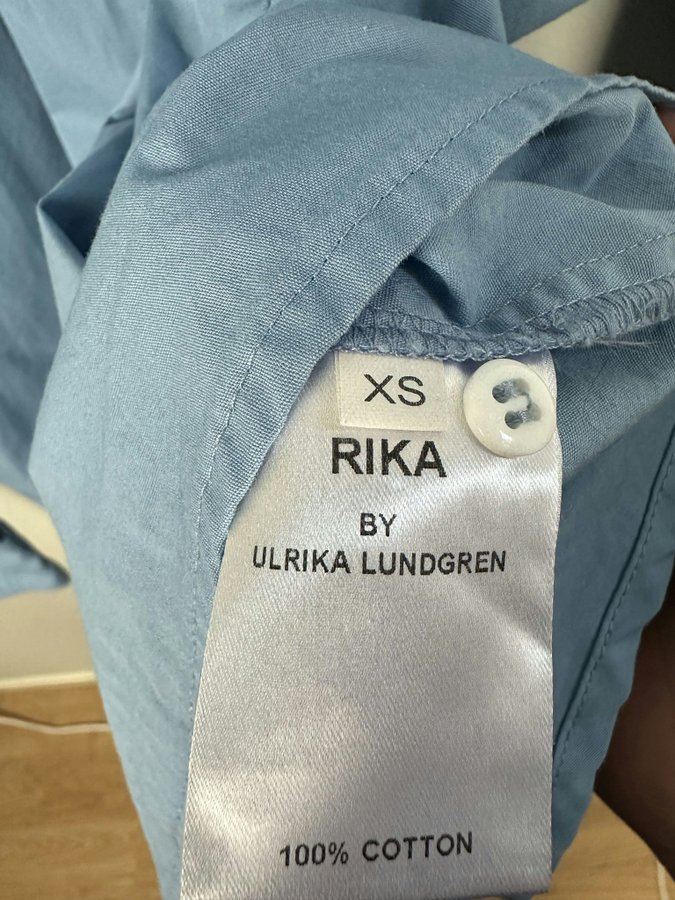 XS
RIKA
BY
ULRIKA LUNDGREN
100% COTTON